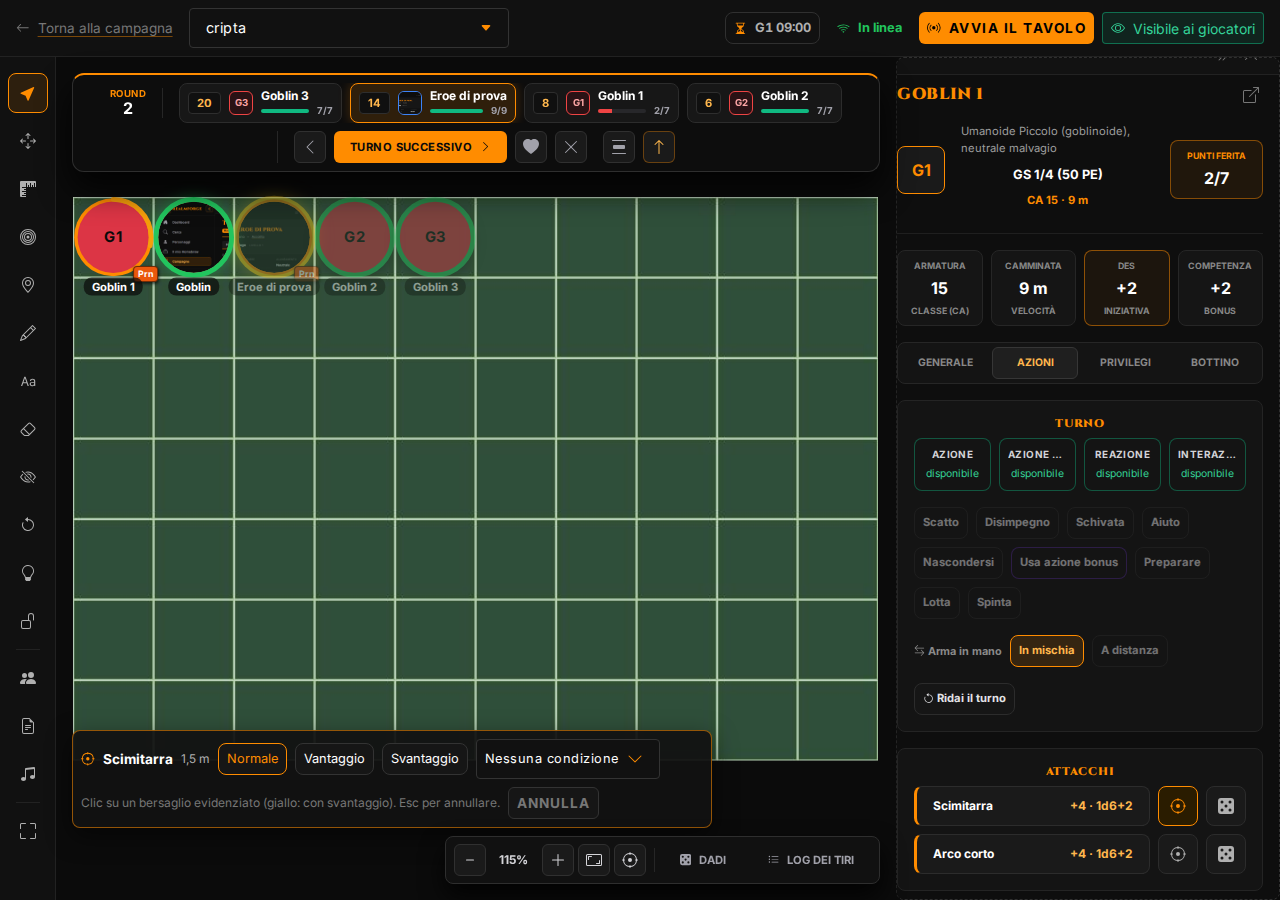 Torna alla campagna
cripta
G1 09:00
In linea
AVVIA IL TAVOLO
Visibile ai giocatori
ROUND
2
20 G3 Goblin 3 7/7
14 Eroe di prova 9/9
8 G1 Goblin 1 2/7
6 G2 Goblin 2 7/7
TURNO SUCCESSIVO
Aa
G1
Prn
Goblin 1
Goblin
EROE DI PROVA
Prn
Eroe di prova
G2
Goblin 2
G3
Goblin 3
Scimitarra 1,5 m Normale Vantaggio Svantaggio Nessuna condizione
Clic su un bersaglio evidenziato (giallo: con svantaggio). Esc per annullare. ANNULLA
115%
DADI
LOG DEI TIRI
GOBLIN 1
G1
Umanoide Piccolo (goblinoide),
neutrale malvagio
GS 1/4 (50 PE)
CA 15 · 9 m
PUNTI FERITA
2/7
ARMATURA
15
CLASSE (CA)
CAMMINATA
9 m
VELOCITÀ
DES
+2
INIZIATIVA
COMPETENZA
+2
BONUS
GENERALE AZIONI PRIVILEGI BOTTINO
TURNO
AZIONE
disponibile
AZIONE ...
disponibile
REAZIONE
disponibile
INTERAZ...
disponibile
Scatto Disimpegno Schivata Aiuto
Nascondersi Usa azione bonus Preparare
Lotta Spinta
Arma in mano In mischia A distanza
Ridai il turno
ATTACCHI
Scimitarra +4 · 1d6+2
Arco corto +4 · 1d6+2